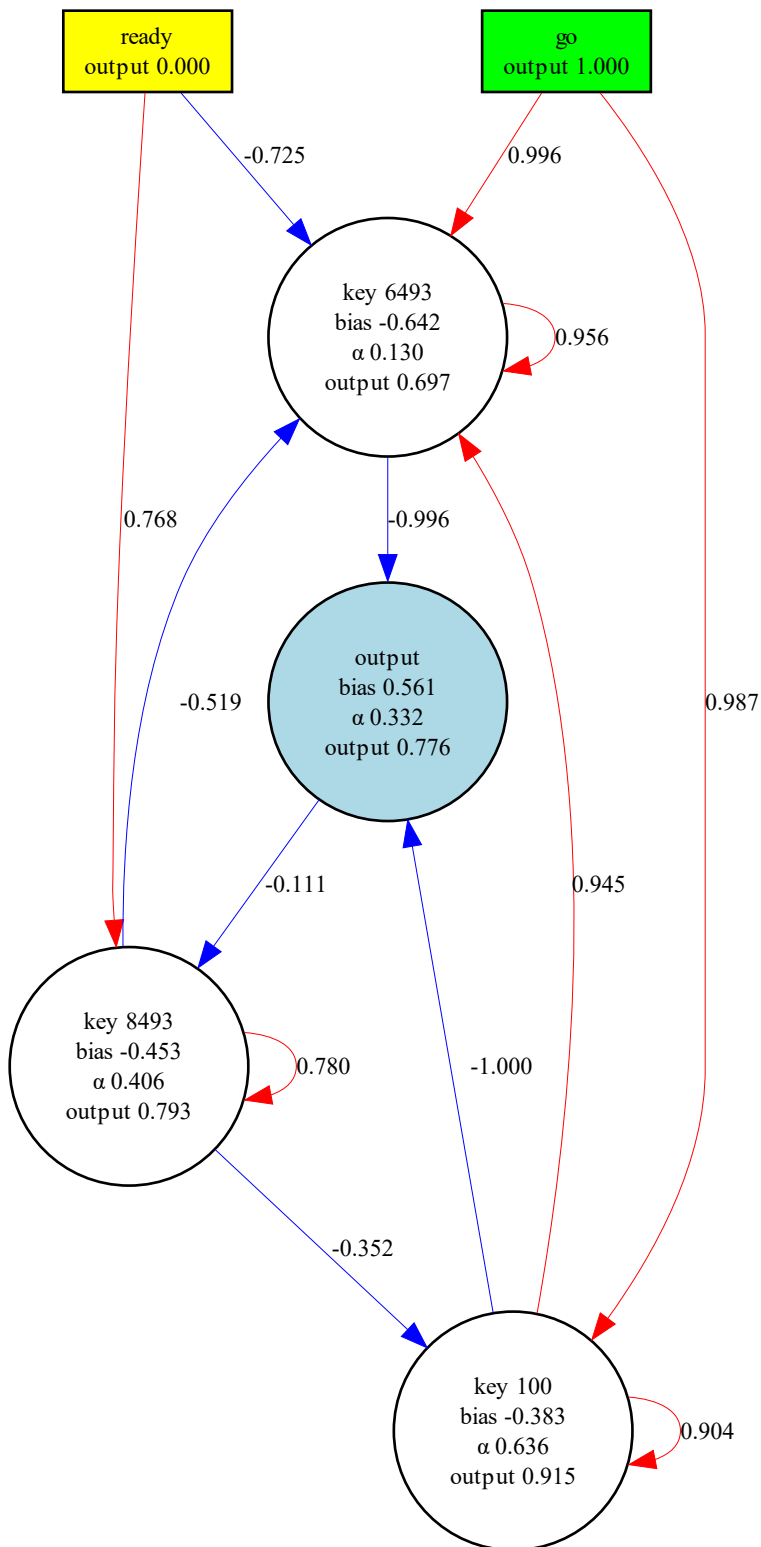 ready
output 0.000
go
output 1.000
-0.725
0.996
key 6493
bias -0.642
α 0.130
output 0.697
0.956
0.768
-0.996
-0.519
output
bias 0.561
α 0.332
output 0.776
0.987
-0.111
0.945
key 8493
bias -0.453
α 0.406
output 0.793
0.780
-1.000
-0.352
key 100
bias -0.383
α 0.636
output 0.915
0.904